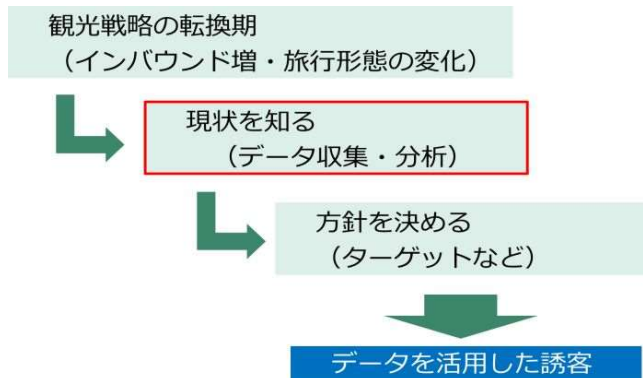 観光戦略の転換期
（インバウンド増・旅行形態の変化）
現状を知る
（データ収集・分析）
方針を決める
（ターゲットなど）
データを活用した誘客